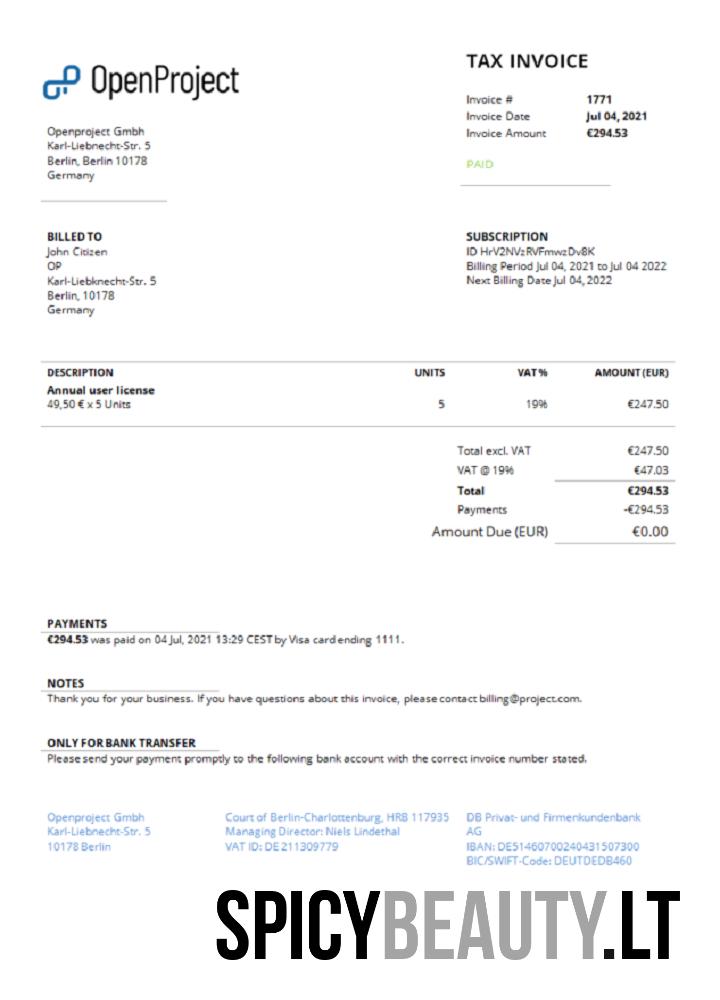 OpenProject
TAX INVOICE
Invoice # 1771
Invoice Date Jul 04, 2021
Invoice Amount €294.53
PAID
Openproject Gmbh
Karl-Liebnecht-Str. 5
Berlin, Berlin 10178
Germany
BILLED TO
John Citizen
OP
Karl-Liebknecht-Str. 5
Berlin, 10178
Germany
SUBSCRIPTION
ID HrV2NVzRVFmwzDv8K
Billing Period Jul 04, 2021 to Jul 04 2022
Next Billing Date Jul 04, 2022
DESCRIPTION UNITS VAT% AMOUNT (EUR)
Annual user license
49,50 € x 5 Units 5 19% €247.50
Total excl. VAT €247.50
VAT @ 19% €47.03
Total €294.53
Payments -€294.53
Amount Due (EUR) €0.00
PAYMENTS
€294.53 was paid on 04 Jul, 2021 13:29 CEST by Visa card ending 1111.
NOTES
Thank you for your business. If you have questions about this invoice, please contact billing@project.com.
ONLY FOR BANK TRANSFER
Please send your payment promptly to the following bank account with the correct invoice number stated.
Openproject Gmbh
Karl-Liebnecht-Str. 5
10178 Berlin
Court of Berlin-Charlottenburg, HRB 117935
Managing Director: Niels Lindethal
VAT ID: DE211309779
DB Privat- und Firmenkundenbank
AG
IBAN: DE51460700240431507300
BIC/SWIFT-Code: DEUTDEDB460
SPICYBEAUTY.LT